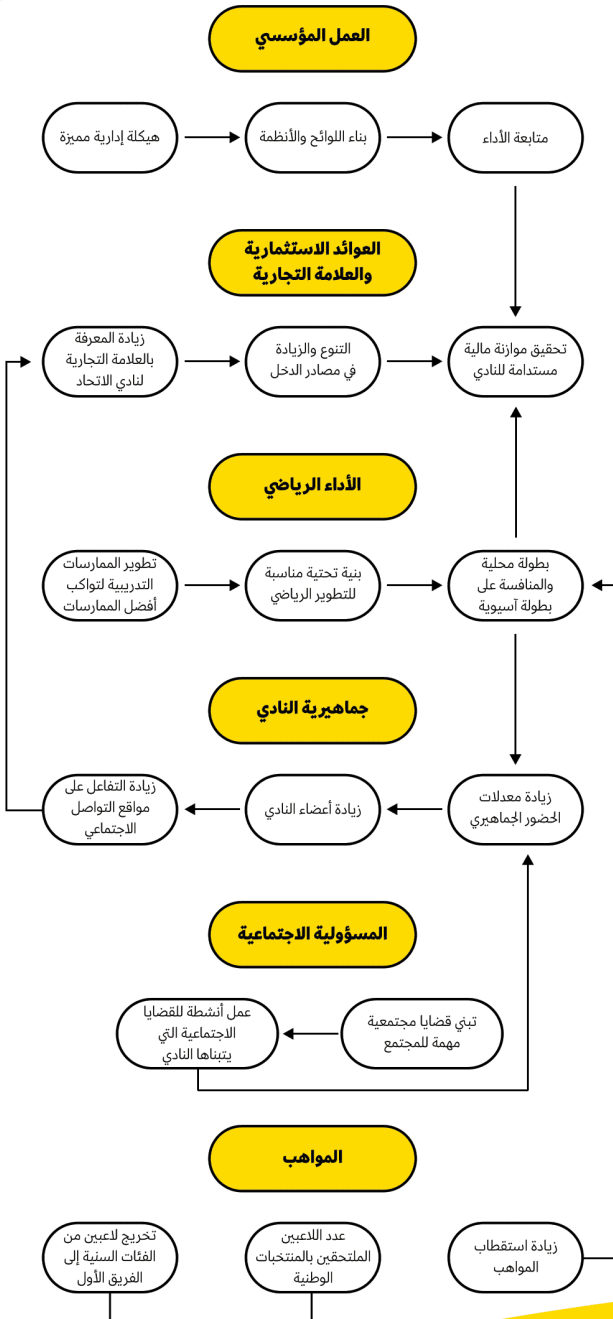 العمل المؤسسي
متابعة الأداء
بناء اللوائح والأنظمة
هيكلة إدارية مميزة
العوائد الاستثمارية
والعلامة التجارية
تحقيق موازنة مالية
مستدامة للنادي
التنوع والزيادة
في مصادر الدخل
زيادة المعرفة
بالعلامة التجارية
لنادي الاتحاد
الأداء الرياضي
بطولة محلية
والمنافسة على
بطولة آسيوية
بنية تحتية مناسبة
للتطوير الرياضي
تطوير الممارسات
التدريبية لتواكب
أفضل الممارسات
جماهيرية النادي
زيادة معدلات
الحضور الجماهيري
زيادة أعضاء النادي
زيادة التفاعل على
مواقع التواصل
الاجتماعي
المسؤولية الاجتماعية
تبني قضايا مجتمعية
مهمة للمجتمع
عمل أنشطة للقضايا
الاجتماعية التي
يتبناها النادي
المواهب
زيادة استقطاب
المواهب
عدد اللاعبين
الملتحقين بالمنتخبات
الوطنية
تخريج لاعبين من
الفئات السنية إلى
الفريق الأول